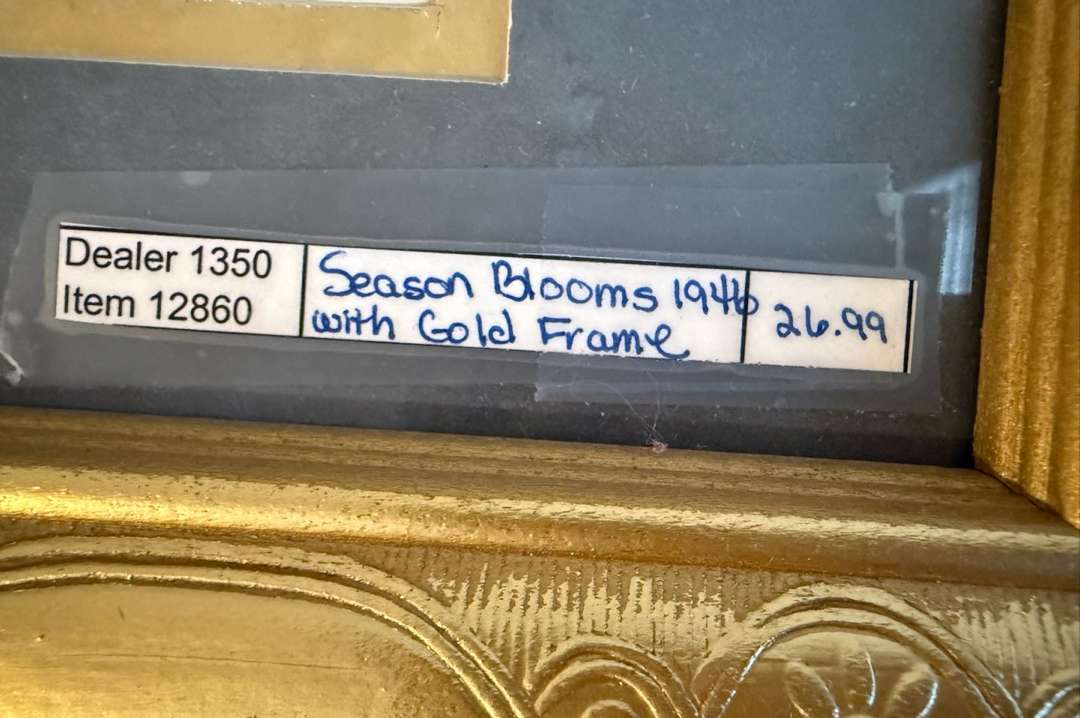 Dealer 1350
Item 12860
Season Blooms 1946
with Gold Frame
26.99